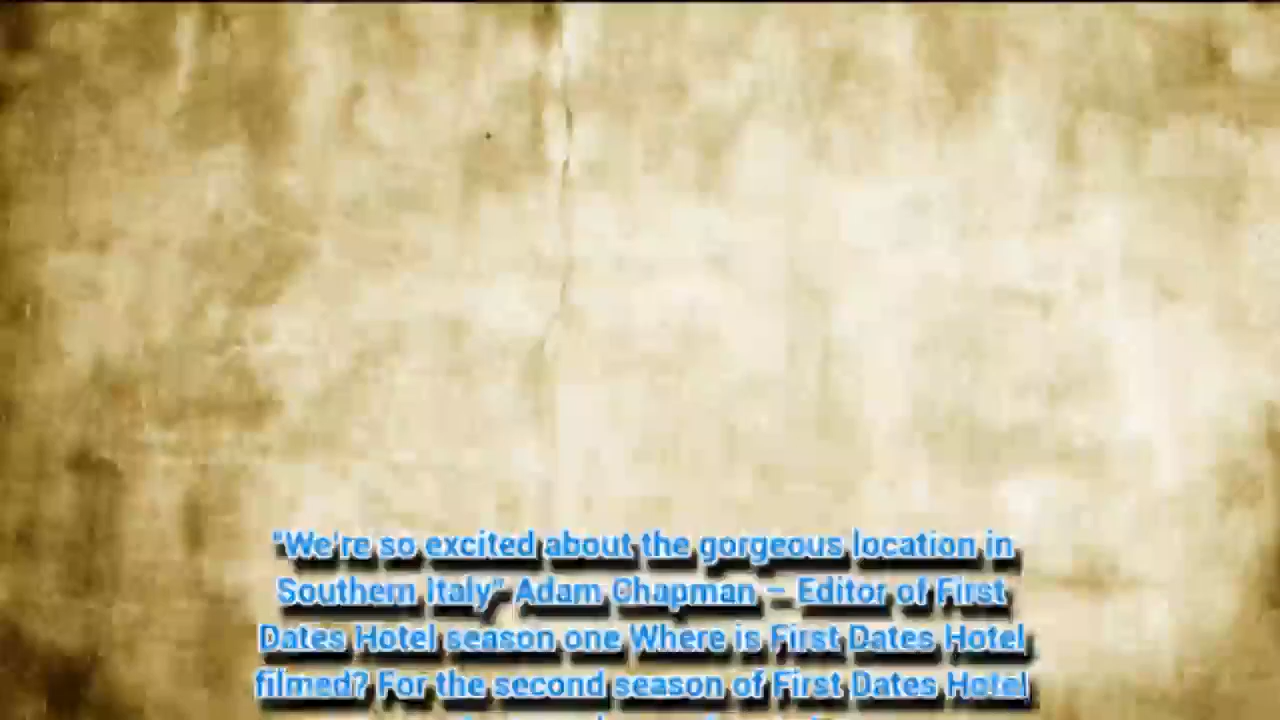 "We're so excited about the gorgeous location in
Southern Italy" Adam Chapman – Editor of First
Dates Hotel season one Where is First Dates Hotel
filmed? For the second season of First Dates Hotel